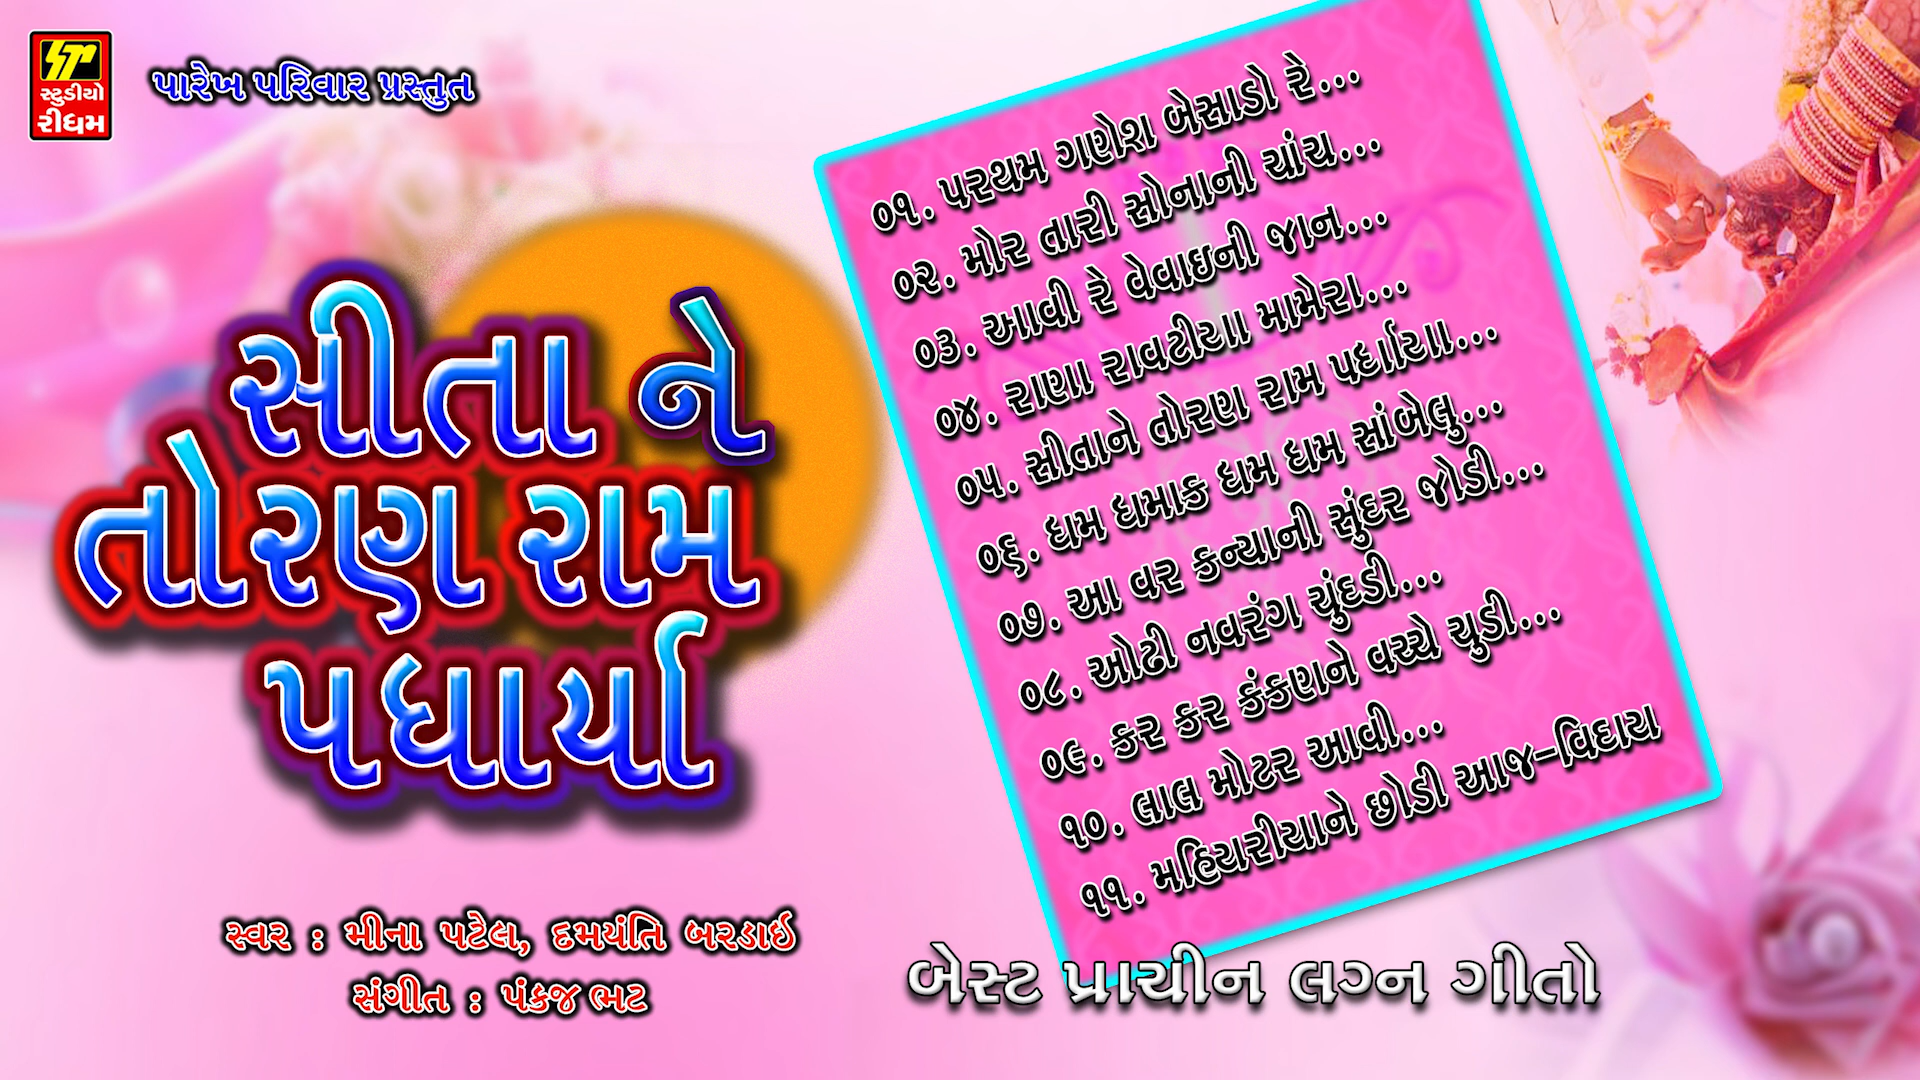 સ્ટુડીયો
રીધમ
પારેખ પરિવાર પ્રસ્તુત
સીતા ને
તોરણ રામ
પધાર્યા
સ્વર : મીના પટેલ, દમયંતિ બરડાઇ
સંગીત : પંકજ ભટ
૦૧. પરથમ ગણેશ બેસાડો રે...
૦૨. મોર તારી સોનાની ચાંચ...
૦૩. આવી રે વેવાઇની જાન...
૦૪. રાણા રાવટીયા મામેરા...
૦૫. સીતાને તોરણ રામ પર્ધાાયાા...
૦૬. ધમ ધમાક ધમ ધમ સાંબેલુ...
૦૭. આ વર કન્યાની સુંદર જોડી...
૦૮. ઓઢી નવરંગ ચુંદડી...
૦૯. કર કર કંકણને વચ્ચે ચુડી...
૧૦. લાલ મોટર આવી...
૧૧. મહિયરીયાને છોડી આજ-વિદાય
બેસ્ટ પ્રાચીન લગ્ન ગીતો